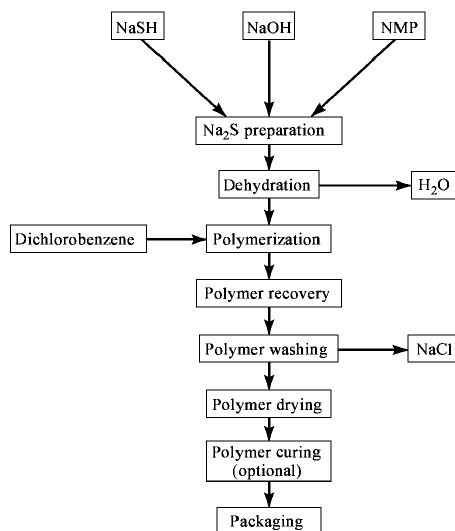 NaSH
NaOH
NMP
Na₂S preparation
Dehydration
H₂O
Dichlorobenzene
Polymerization
Polymer recovery
Polymer washing
NaCl
Polymer drying
Polymer curing
(optional)
Packaging